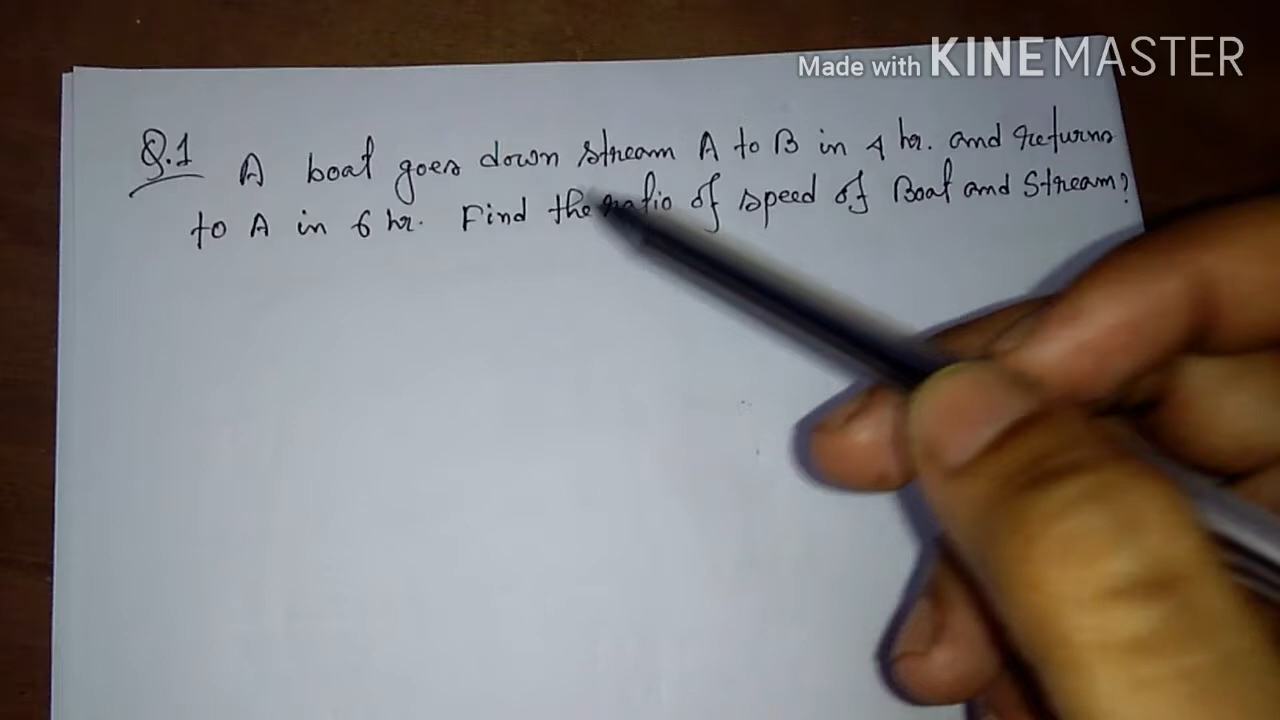 Made with KINEMASTER
Q.1 A boat goes down stream A to B in 4 hr. and returns
to A in 6 hr. Find the ratio of speed of Boat and Stream?